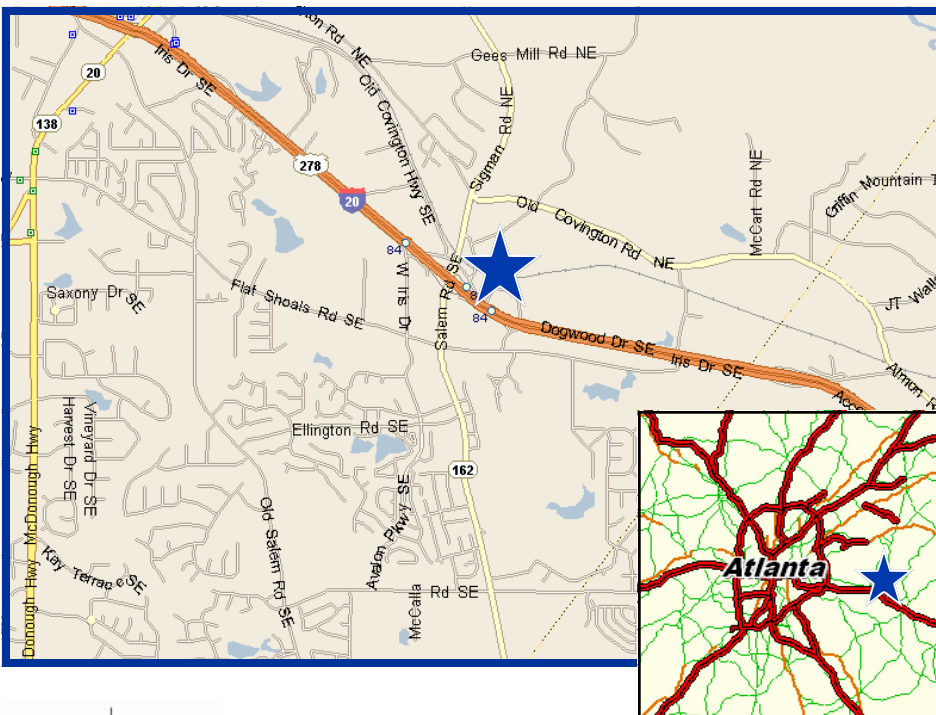 Gees Mill Rd NE
Iris Dr SE
20
Old Covington Hwy SE
Sigman Rd NE
138
278
20
McCart Rd NE
Griffin Mountain T
Old Covington Rd NE
84
W Iris Dr
Salem Rd SE
Saxony Dr SE
Flat Shoals Rd SE
84
Dogwood Dr SE
Iris Dr SE
JT Walk
Almon R
Acce
Harvest Dr SE
Vineyard Dr SE
Ellington Rd SE
162
McDonough Hwy
Old Salem Rd SE
Avalon Pkwy SE
Atlanta
Kay Terrace SE
McCalla Rd SE
Donough Hwy